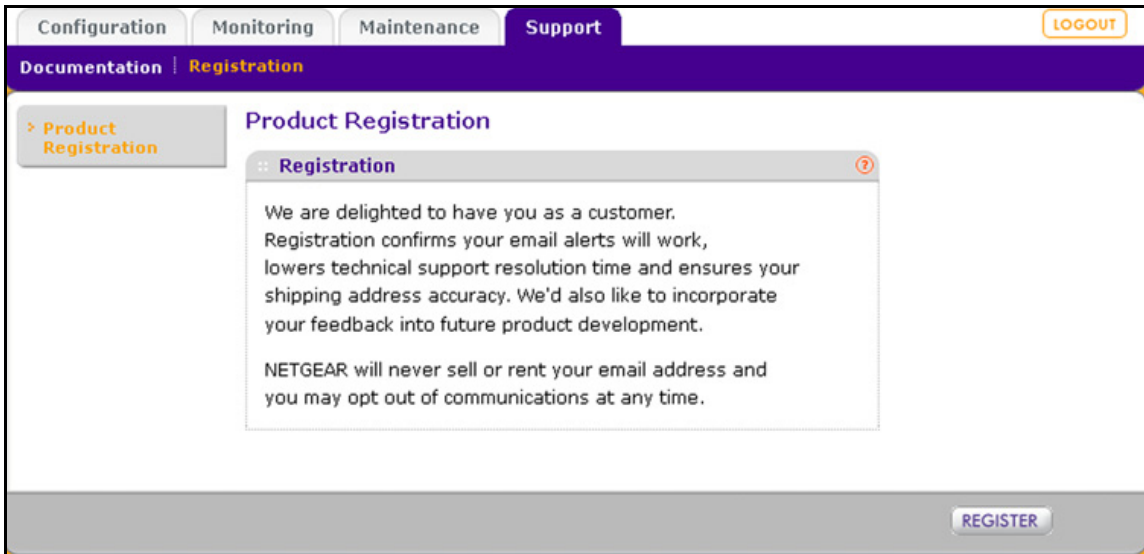 Configuration Monitoring Maintenance Support LOGOUT
Documentation Registration
Product
Registration
Product Registration
Registration ?
We are delighted to have you as a customer.
Registration confirms your email alerts will work,
lowers technical support resolution time and ensures your
shipping address accuracy. We'd also like to incorporate
your feedback into future product development.
NETGEAR will never sell or rent your email address and
you may opt out of communications at any time.
REGISTER